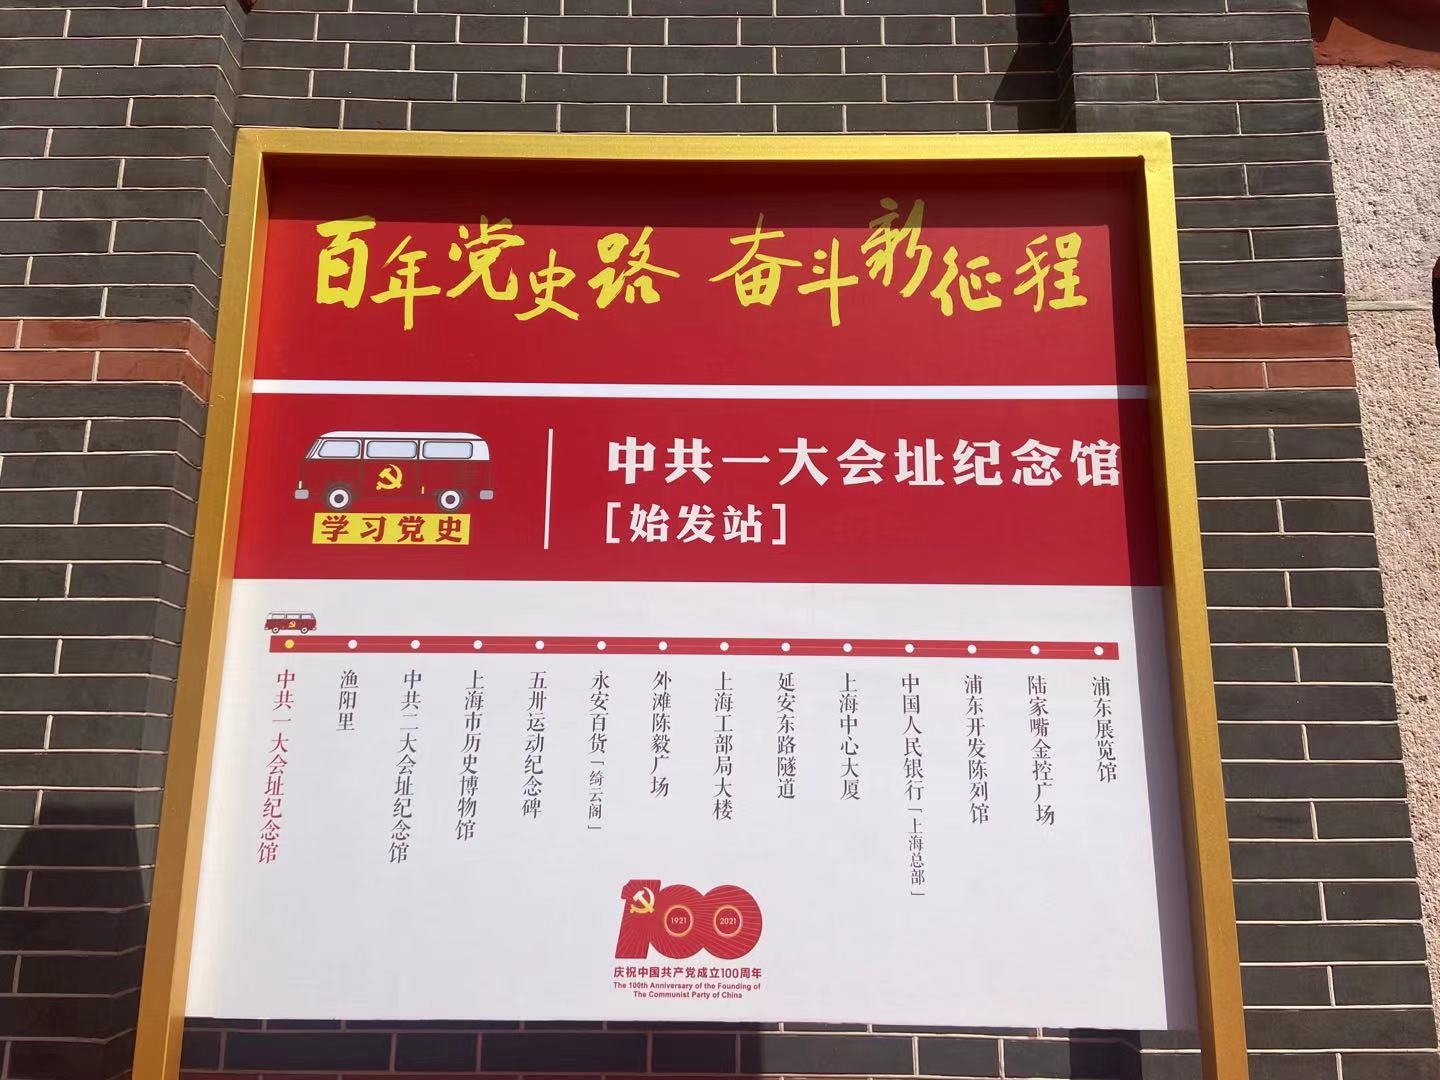 百年党史路 奋斗新征程
中共一大会址纪念馆
[始发站]
学习党史
中共一大会址纪念馆
渔阳里
中共二大会址纪念馆
上海市历史博物馆
五卅运动纪念碑
永安百货「绮云阁」
外滩陈毅广场
上海工部局大楼
延安东路隧道
上海中心大厦
中国人民银行「上海总部」
浦东开发陈列馆
陆家嘴金控广场
浦东展览馆
100
1921
2021
庆祝中国共产党成立100周年
The 100th Anniversary of the Founding of
The Communist Party of China